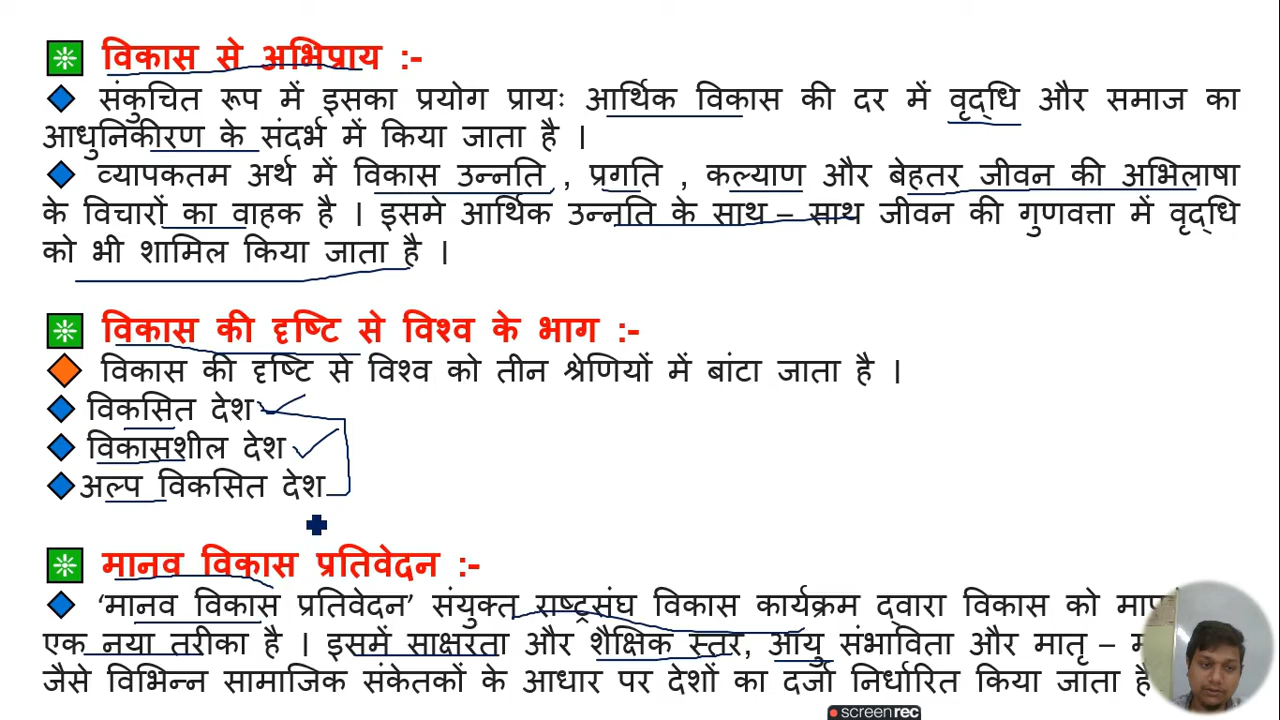 विकास से अभिप्राय :-
संकुचित रूप में इसका प्रयोग प्रायः आर्थिक विकास की दर में वृद्धि और समाज का
आधुनिकीरण के संदर्भ में किया जाता है ।
व्यापकतम अर्थ में विकास उन्नति , प्रगति , कल्याण और बेहतर जीवन की अभिलाषा
के विचारों का वाहक है । इसमे आर्थिक उन्नति के साथ – साथ जीवन की गुणवत्ता में वृद्धि
को भी शामिल किया जाता है ।
विकास की दृष्टि से विश्व के भाग :-
विकास की दृष्टि से विश्व को तीन श्रेणियों में बांटा जाता है ।
विकसित देश
विकासशील देश
अल्प विकसित देश
मानव विकास प्रतिवेदन :-
‘मानव विकास प्रतिवेदन’ संयुक्त राष्ट्रसंघ विकास कार्यक्रम द्वारा विकास को
एक नया तरीका है । इसमें साक्षरता और शैक्षिक स्तर, आयु संभाविता और मातृ –
जैसे विभिन्न सामाजिक संकेतकों के आधार पर देशों का दर्जा निर्धारित किया जाता है
screenrec